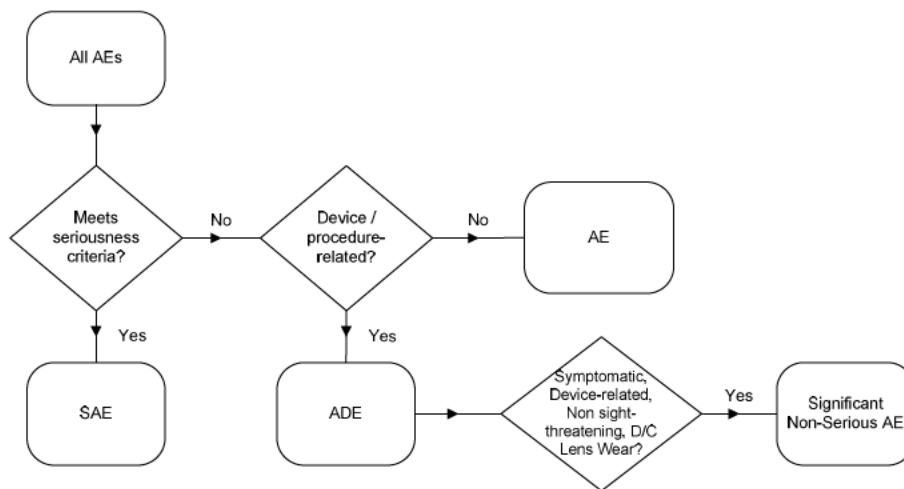 All AEs
Meets
seriousness
criteria?
No
Device /
procedure-
related?
No
AE
Yes
Yes
SAE
ADE
Symptomatic,
Device-related,
Non sight-
threatening, D/C
Lens Wear?
Yes
Significant
Non-Serious AE